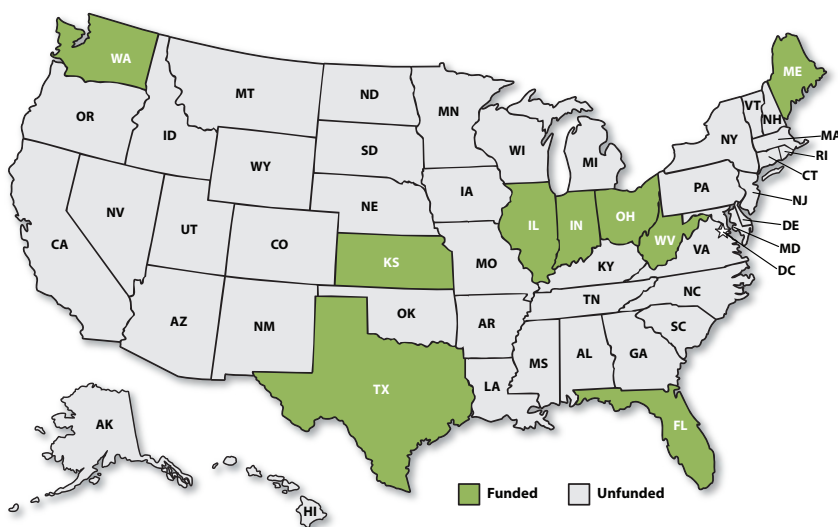 WA
ME
MT
ND
MN
VT
NH
OR
ID
SD
WI
MI
NY
MA
RI
CT
WY
IA
PA
NJ
NE
IL
IN
OH
DE
NV
UT
CO
KS
MO
WV
VA
MD
DC
CA
KY
AZ
NM
OK
AR
TN
NC
SC
MS
AL
GA
TX
LA
FL
AK
HI
Funded
Unfunded